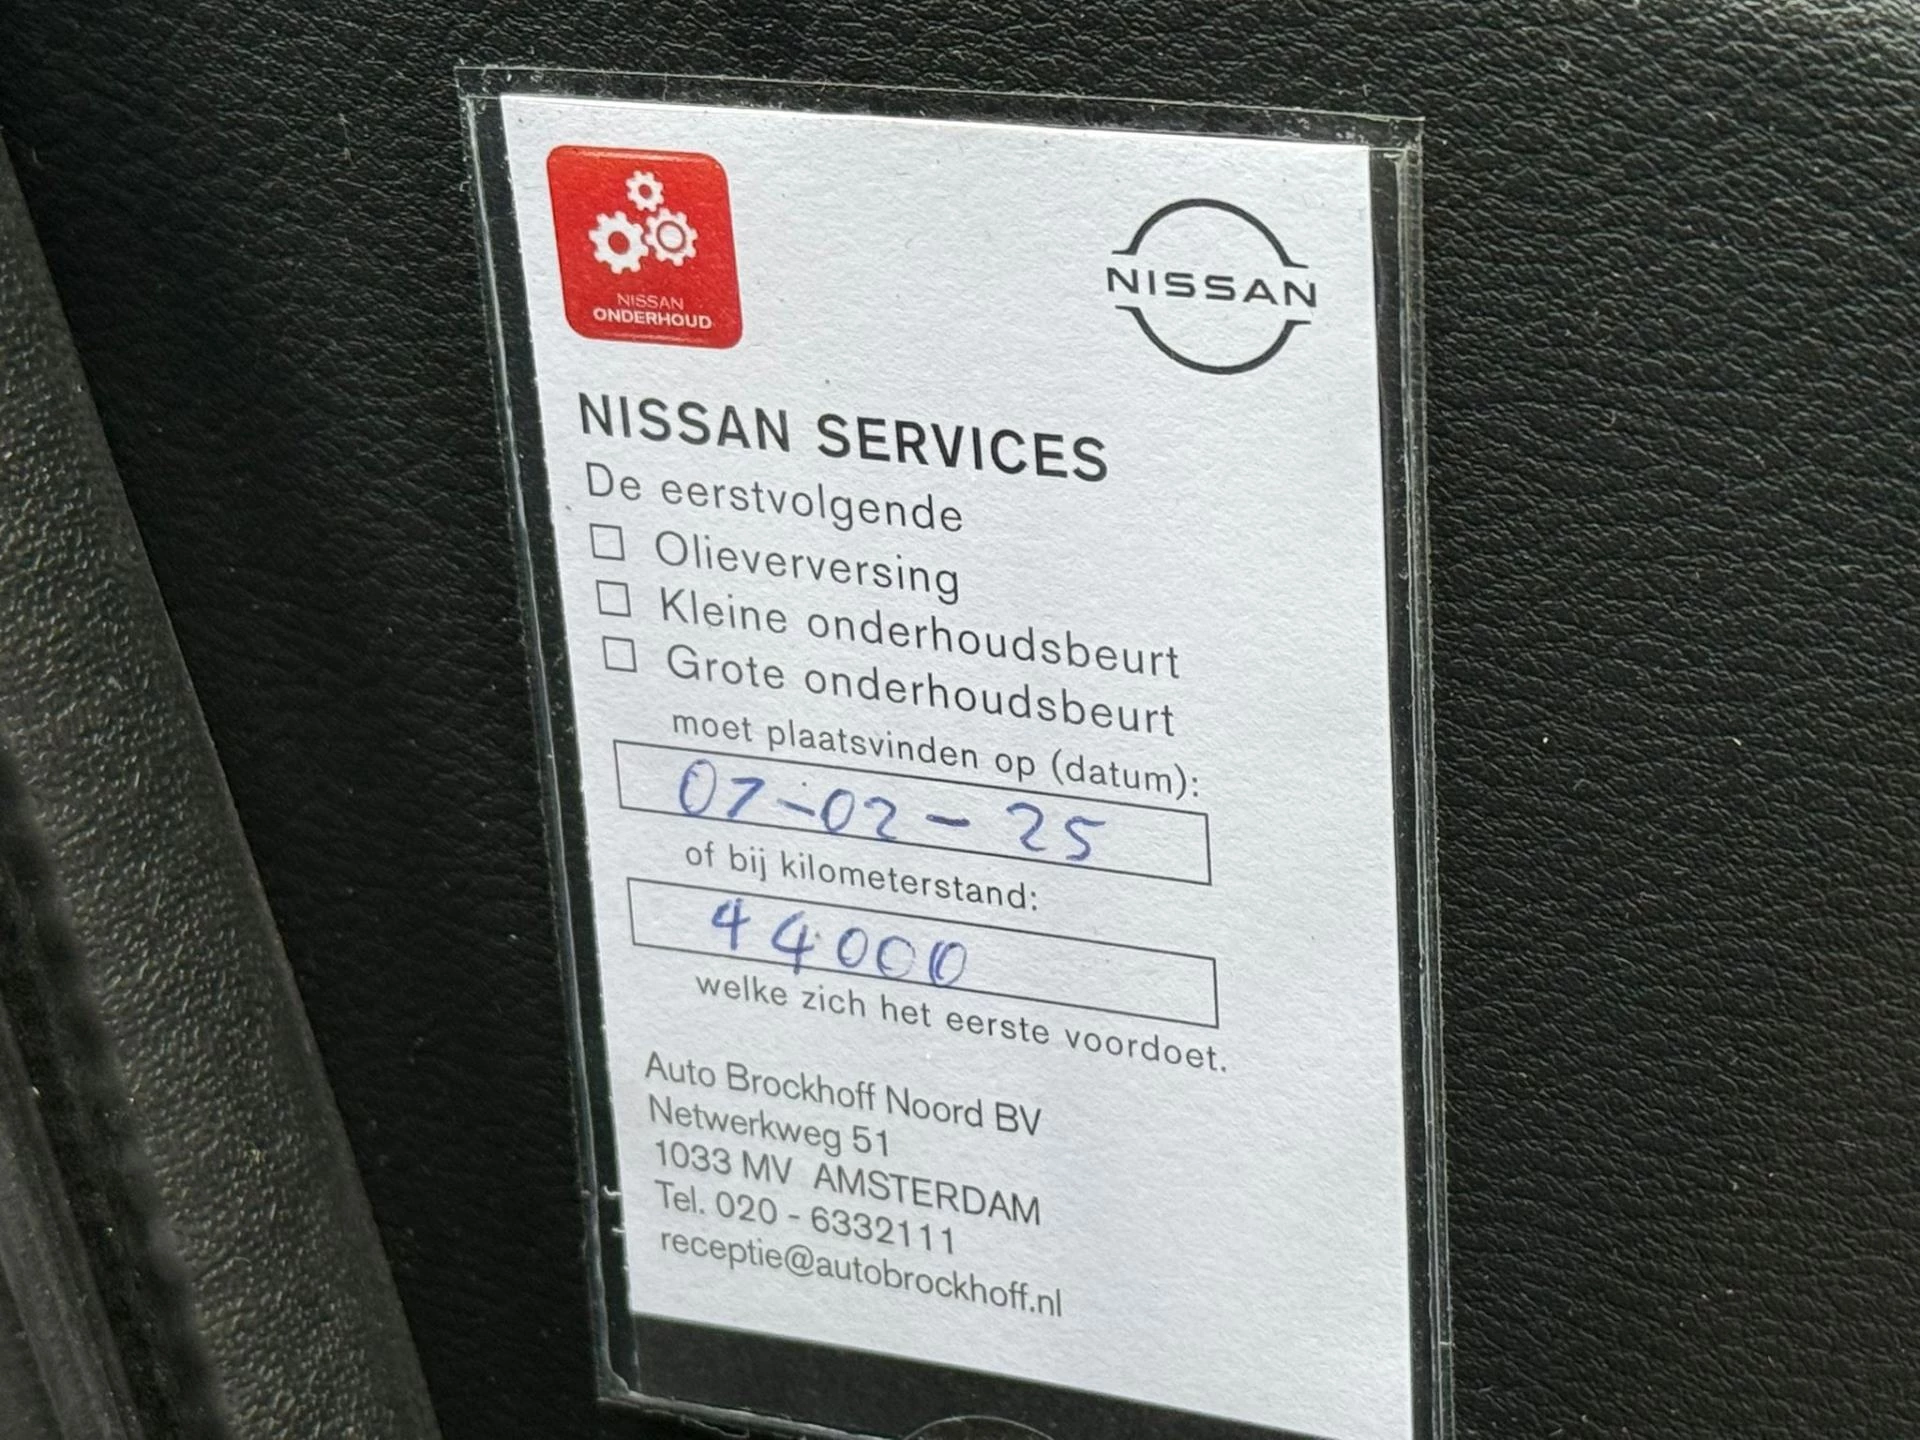 NISSAN
ONDERHOUD
NISSAN
NISSAN SERVICES
De eerstvolgende
☐ Olieverversing
☐ Kleine onderhoudsbeurt
☐ Grote onderhoudsbeurt
moet plaatsvinden op (datum):
07-02-25
of bij kilometerstand:
44000
welke zich het eerste voordoet.
Auto Brockhoff Noord BV
Netwerkweg 51
1033 MV AMSTERDAM
Tel. 020 - 6332111
receptie@autobrockhoff.nl